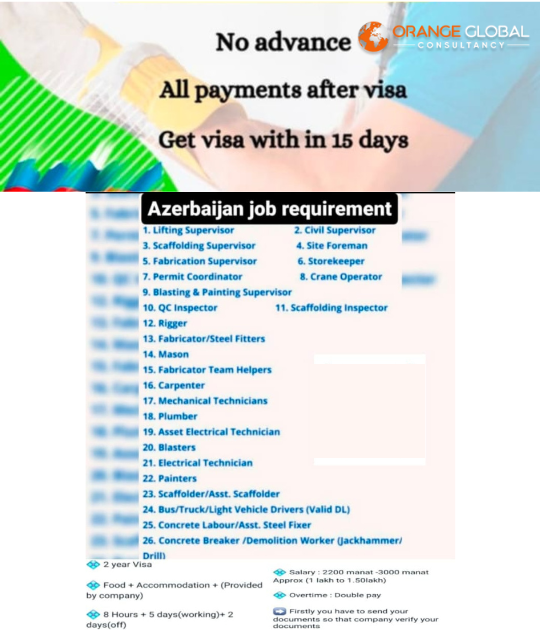 No advance
ORANGE GLOBAL
CONSULTANCY
All payments after visa
Get visa with in 15 days
Azerbaijan job requirement
1. Lifting Supervisor
2. Civil Supervisor
3. Scaffolding Supervisor
4. Site Foreman
5. Fabrication Supervisor
6. Storekeeper
7. Permit Coordinator
8. Crane Operator
9. Blasting & Painting Supervisor
10. QC Inspector
11. Scaffolding Inspector
12. Rigger
13. Fabricator/Steel Fitters
14. Mason
15. Fabricator Team Helpers
16. Carpenter
17. Mechanical Technicians
18. Plumber
19. Asset Electrical Technician
20. Blasters
21. Electrical Technician
22. Painters
23. Scaffolder/Asst. Scaffolder
24. Bus/Truck/Light Vehicle Drivers (Valid DL)
25. Concrete Labour/Asst. Steel Fixer
26. Concrete Breaker /Demolition Worker (Jackhammer/
Drill)
2 year Visa
Food + Accommodation + (Provided
by company)
8 Hours + 5 days(working)+ 2
days(off)
Salary : 2200 manat -3000 manat
Approx (1 lakh to 1.50lakh)
Overtime : Double pay
Firstly you have to send your
documents so that company verify your
documents